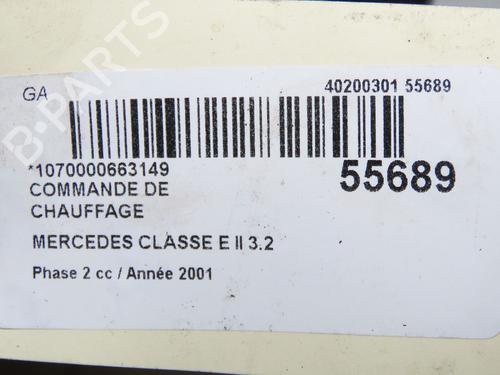 GA
40200301 55689
*1070000663149
55689
COMMANDE DE
CHAUFFAGE
MERCEDES CLASSE E II 3.2
Phase 2 cc / Année 2001
B-PARTS